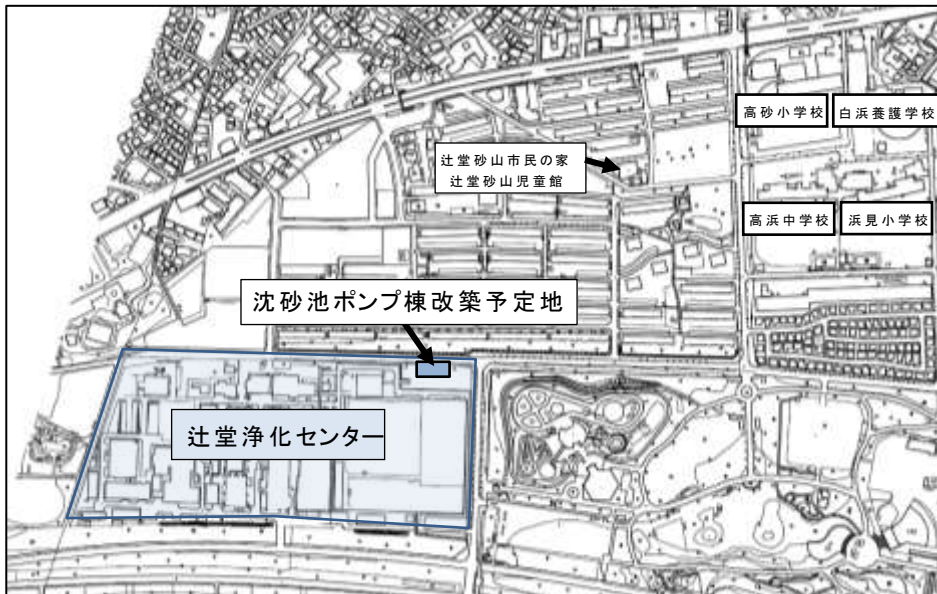 高砂小学校
白浜養護学校
辻堂砂山市民の家
辻堂砂山児童館
高浜中学校
浜見小学校
沈砂池ポンプ棟改築予定地
辻堂浄化センター